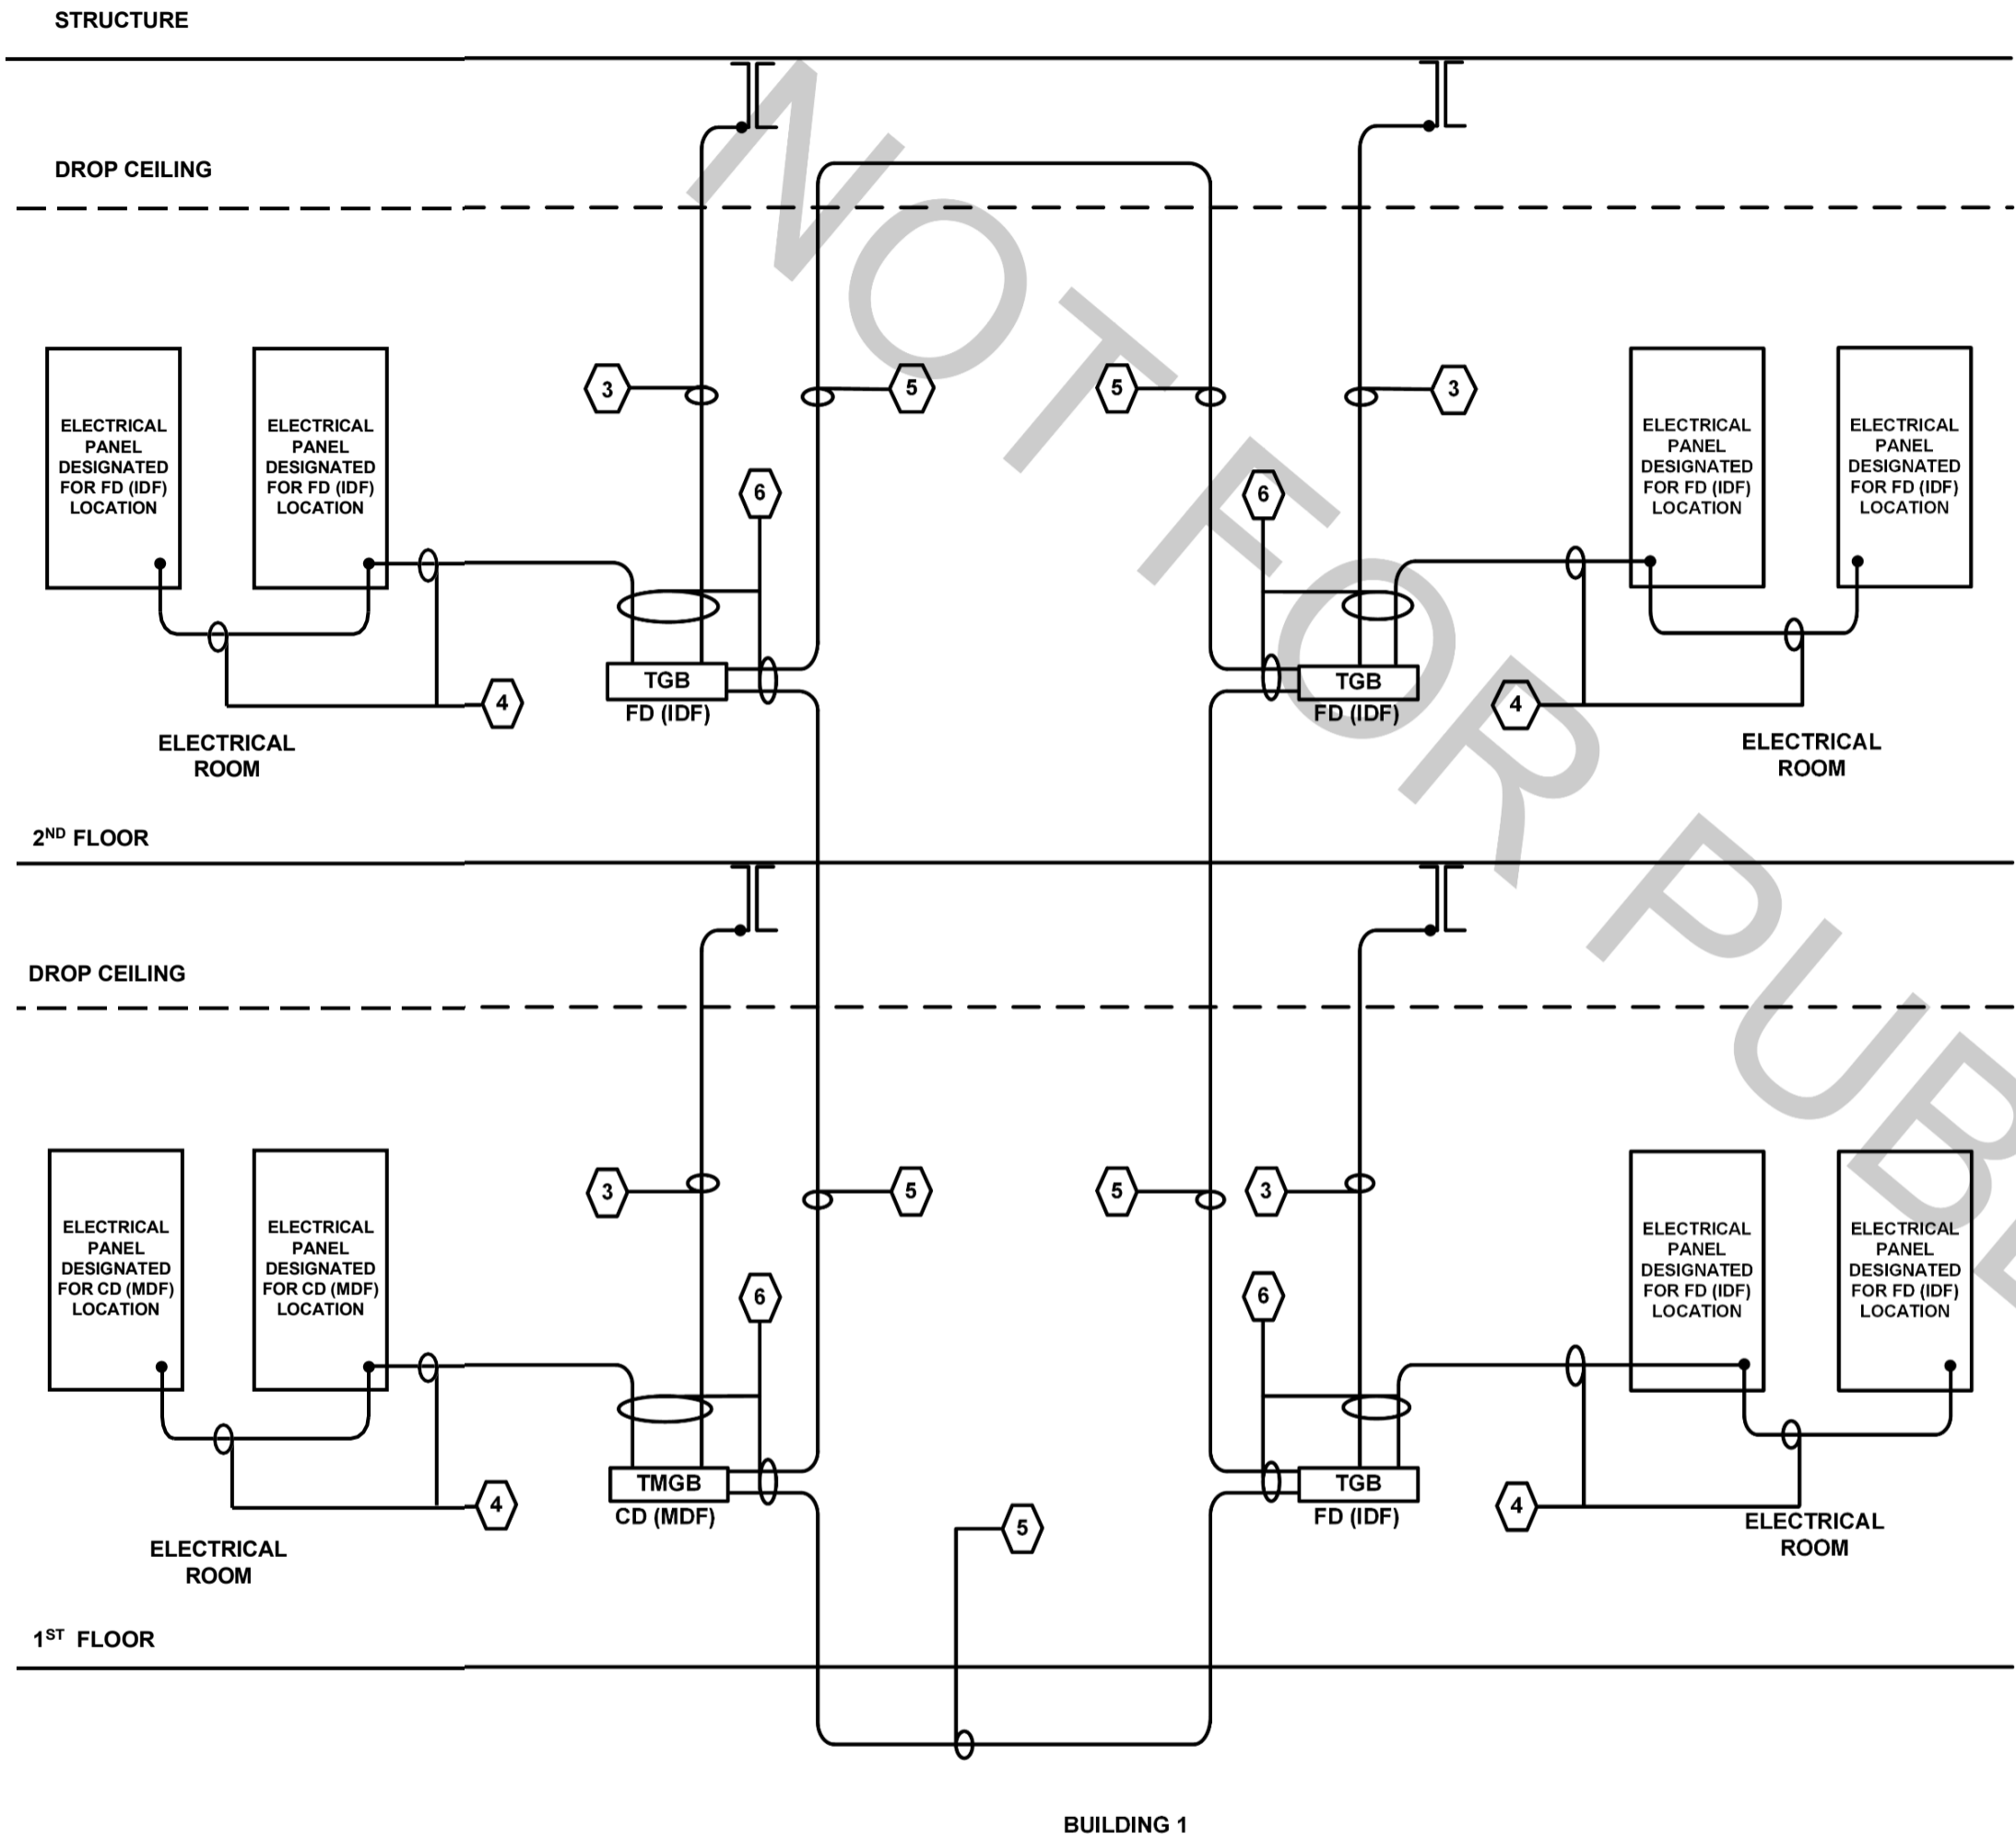 STRUCTURE
DROP CEILING
3
5
5
3
ELECTRICAL
PANEL
DESIGNATED
FOR FD (IDF)
LOCATION
ELECTRICAL
PANEL
DESIGNATED
FOR FD (IDF)
LOCATION
ELECTRICAL
PANEL
DESIGNATED
FOR FD (IDF)
LOCATION
ELECTRICAL
PANEL
DESIGNATED
FOR FD (IDF)
LOCATION
6
6
TGB
FD (IDF)
TGB
FD (IDF)
4
4
ELECTRICAL
ROOM
ELECTRICAL
ROOM
2ND FLOOR
DROP CEILING
3
5
5
3
ELECTRICAL
PANEL
DESIGNATED
FOR CD (MDF)
LOCATION
ELECTRICAL
PANEL
DESIGNATED
FOR CD (MDF)
LOCATION
ELECTRICAL
PANEL
DESIGNATED
FOR FD (IDF)
LOCATION
ELECTRICAL
PANEL
DESIGNATED
FOR FD (IDF)
LOCATION
6
6
TMGB
CD (MDF)
TGB
FD (IDF)
4
4
5
ELECTRICAL
ROOM
ELECTRICAL
ROOM
1ST FLOOR
BUILDING 1
NOT FOR PUB